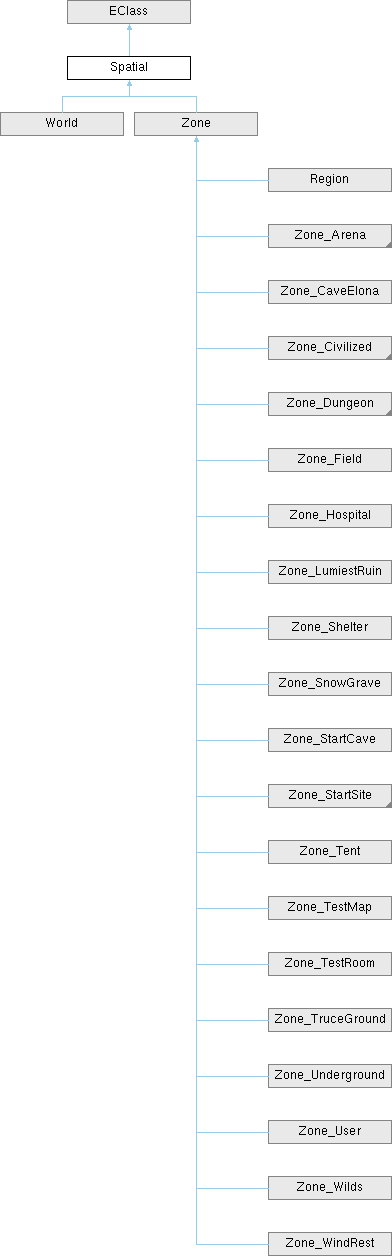 EClass
Spatial
World
Zone
Region
Zone_Arena
Zone_CaveElona
Zone_Civilized
Zone_Dungeon
Zone_Field
Zone_Hospital
Zone_LumiestRuin
Zone_Shelter
Zone_SnowGrave
Zone_StartCave
Zone_StartSite
Zone_Tent
Zone_TestMap
Zone_TestRoom
Zone_TruceGround
Zone_Underground
Zone_User
Zone_Wilds
Zone_WindRest